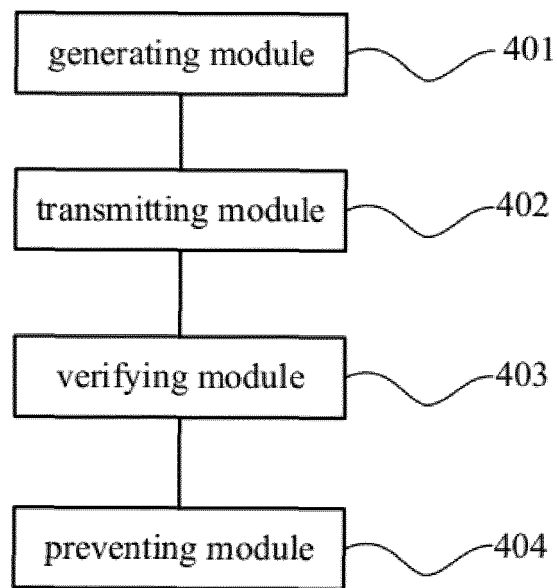 generating module 401
transmitting module 402
verifying module 403
preventing module 404